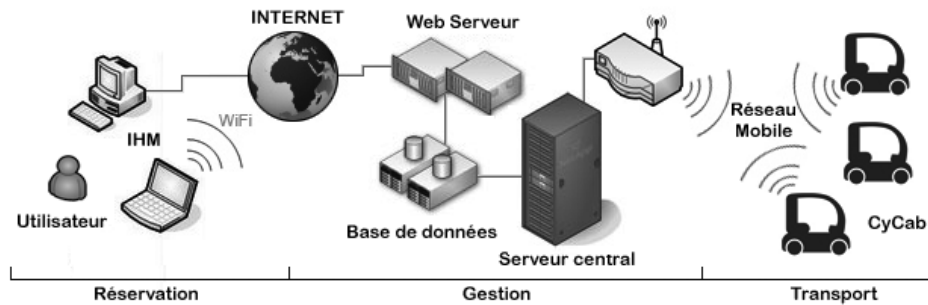 INTERNET
Web Serveur
WiFi
IHM
Réseau
Mobile
Utilisateur
Base de données
CyCab
Serveur central
Réservation
Gestion
Transport